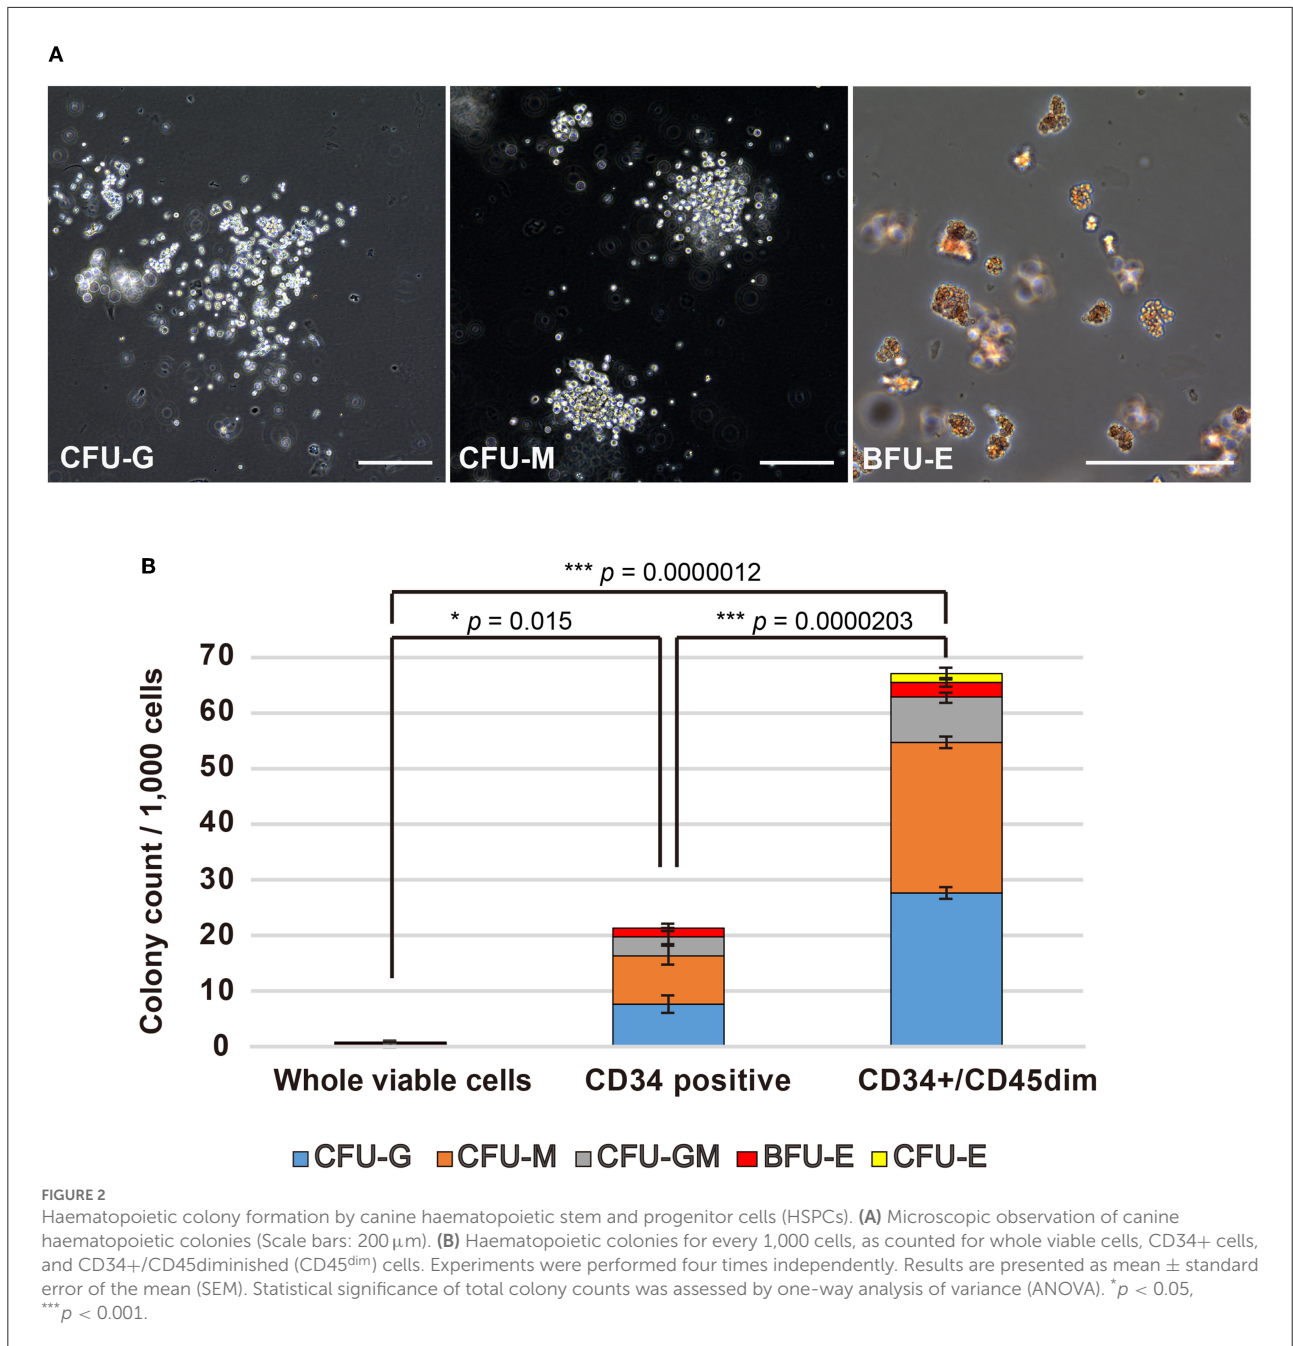 A
CFU-G
CFU-M
BFU-E
B
*** p = 0.0000012
* p = 0.015
*** p = 0.0000203
Colony count / 1,000 cells
70
60
50
40
30
20
10
0
Whole viable cells
CD34 positive
CD34+/CD45dim
CFU-G CFU-M CFU-GM BFU-E CFU-E
FIGURE 2
Haematopoietic colony formation by canine haematopoietic stem and progenitor cells (HSPCs). (A) Microscopic observation of canine
haematopoietic colonies (Scale bars: 200 μm). (B) Haematopoietic colonies for every 1,000 cells, as counted for whole viable cells, CD34+ cells,
and CD34+/CD45diminished (CD45dim) cells. Experiments were performed four times independently. Results are presented as mean ± standard
error of the mean (SEM). Statistical significance of total colony counts was assessed by one-way analysis of variance (ANOVA). *p < 0.05,
***p < 0.001.